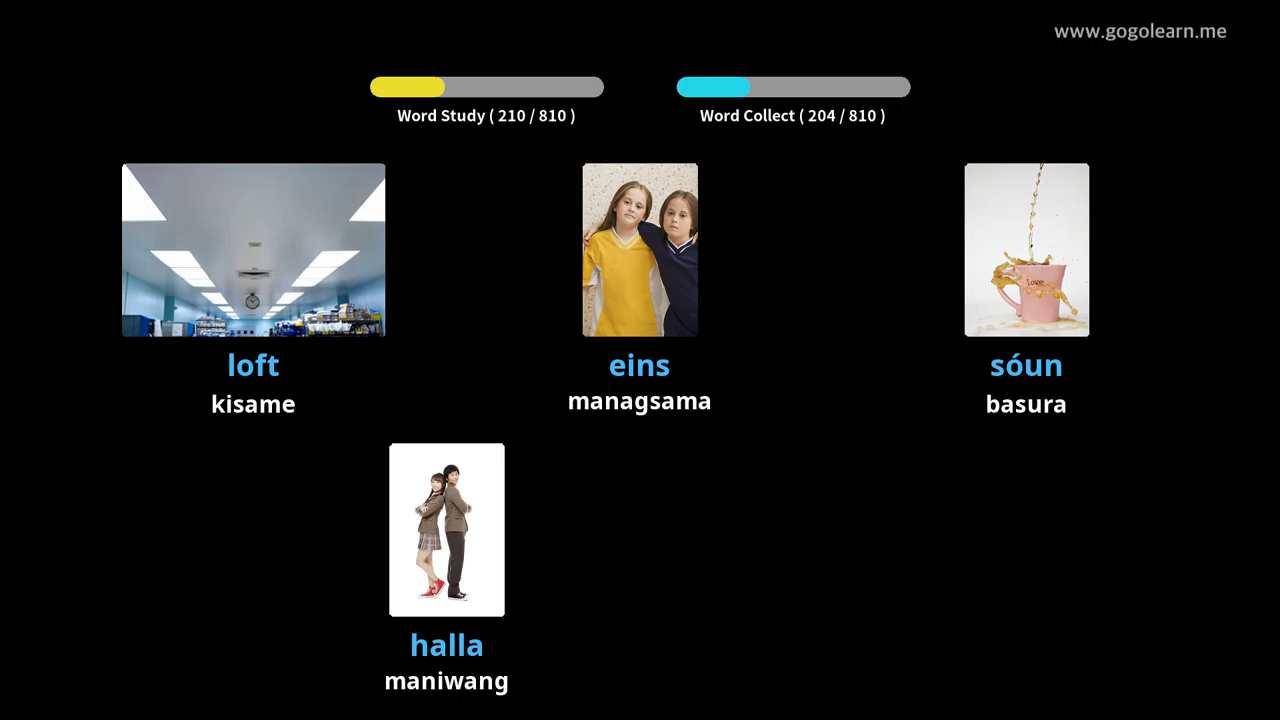 www.gogolearn.me
Word Study ( 210 / 810 )
Word Collect ( 204 / 810 )
love
loft
eins
sóun
kisame
managsama
basura
halla
maniwang